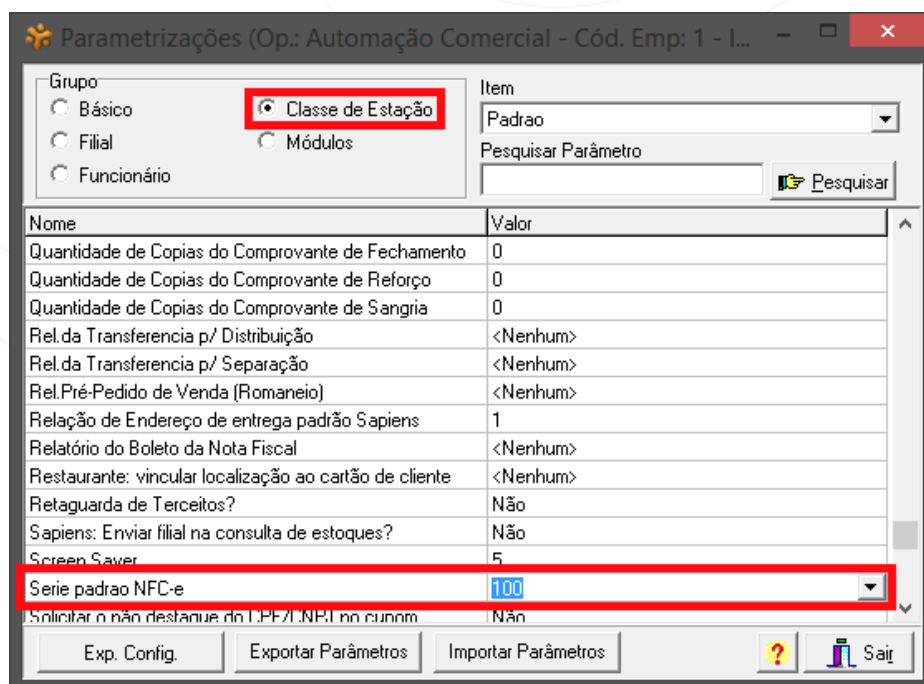 Parametrizações (Op.: Automação Comercial - Cód. Emp: 1 - I...
Grupo
Básico
Classe de Estação
Filial
Módulos
Funcionário
Item
Padrao
Pesquisar Parâmetro
Pesquisar
Nome Valor
Quantidade de Copias do Comprovante de Fechamento 0
Quantidade de Copias do Comprovante de Reforço 0
Quantidade de Copias do Comprovante de Sangria 0
Rel.da Transferencia p/ Distribuição <Nenhum>
Rel.da Transferencia p/ Separação <Nenhum>
Rel.Pré-Pedido de Venda (Romaneio) <Nenhum>
Relação de Endereço de entrega padrão Sapiens 1
Relatório do Boleto da Nota Fiscal <Nenhum>
Restaurante: vincular localização ao cartão de cliente <Nenhum>
Retaguarda de Terceitos? Não
Sapiens: Enviar filial na consulta de estoques? Não
Screen Saver 5
Serie padrao NFC-e 100
Solicitar o não destaque do CPF/CNPJ no cupom Não
Exp. Config. Exportar Parâmetros Importar Parâmetros ? Sair